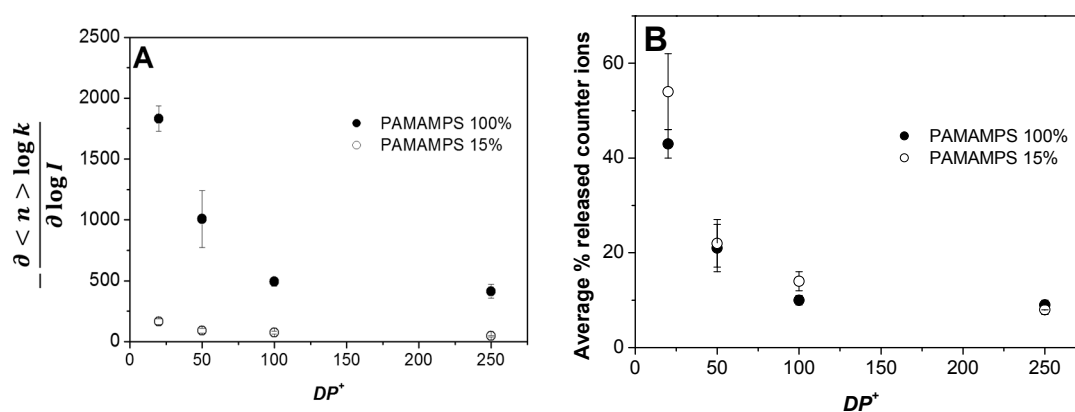 A
− ∂ < n > log k
∂ log I
2500
2000
1500
1000
500
0
PAMAMPS 100%
PAMAMPS 15%
0 50 100 150 200 250
DP⁺
B
Average % released counter ions
60
40
20
0
PAMAMPS 100%
PAMAMPS 15%
0 50 100 150 200 250
DP⁺